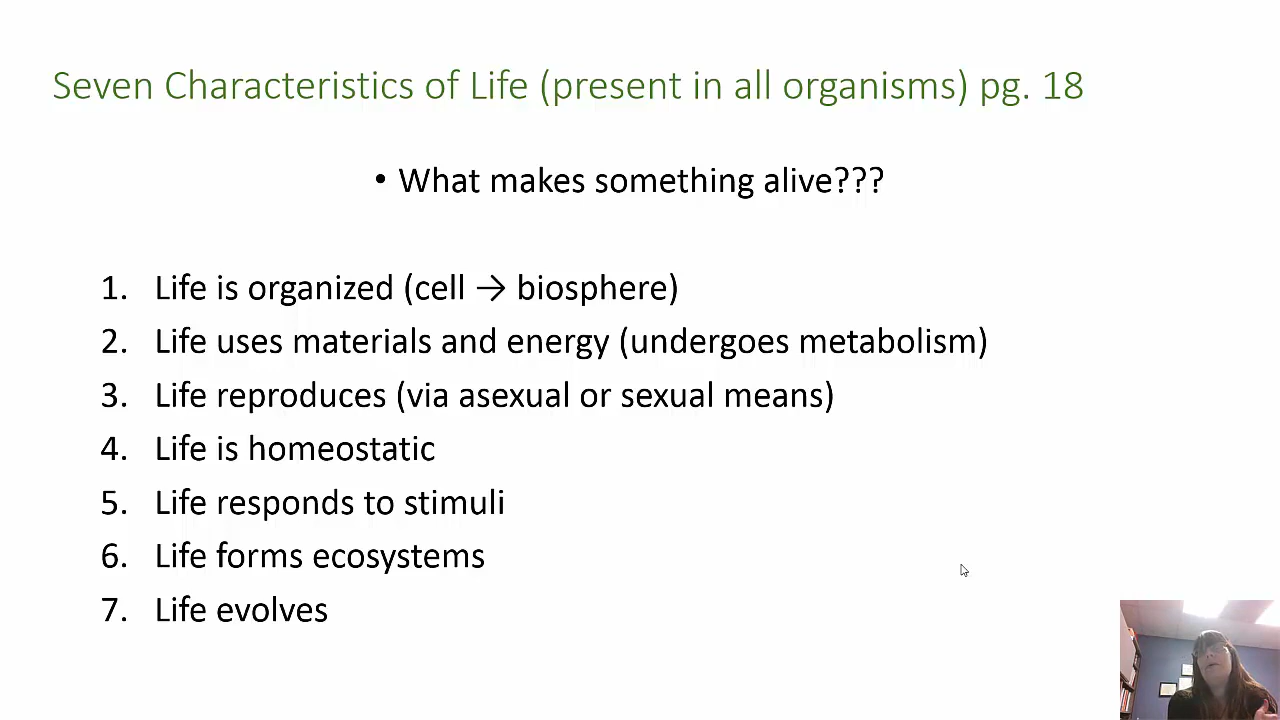 Seven Characteristics of Life (present in all organisms) pg. 18
• What makes something alive???
1. Life is organized (cell → biosphere)
2. Life uses materials and energy (undergoes metabolism)
3. Life reproduces (via asexual or sexual means)
4. Life is homeostatic
5. Life responds to stimuli
6. Life forms ecosystems
7. Life evolves